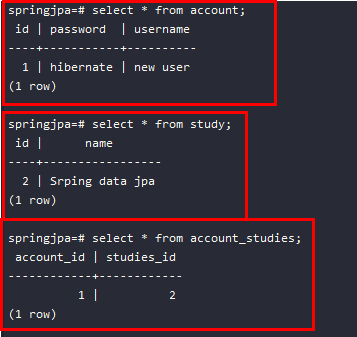 springjpa=# select * from account;
 id | password  | username
----+-----------+----------
  1 | hibernate | new user
(1 row)
springjpa=# select * from study;
 id |      name
----+-----------------
  2 | Srping data jpa
(1 row)
springjpa=# select * from account_studies;
 account_id | studies_id
------------+------------
          1 |          2
(1 row)